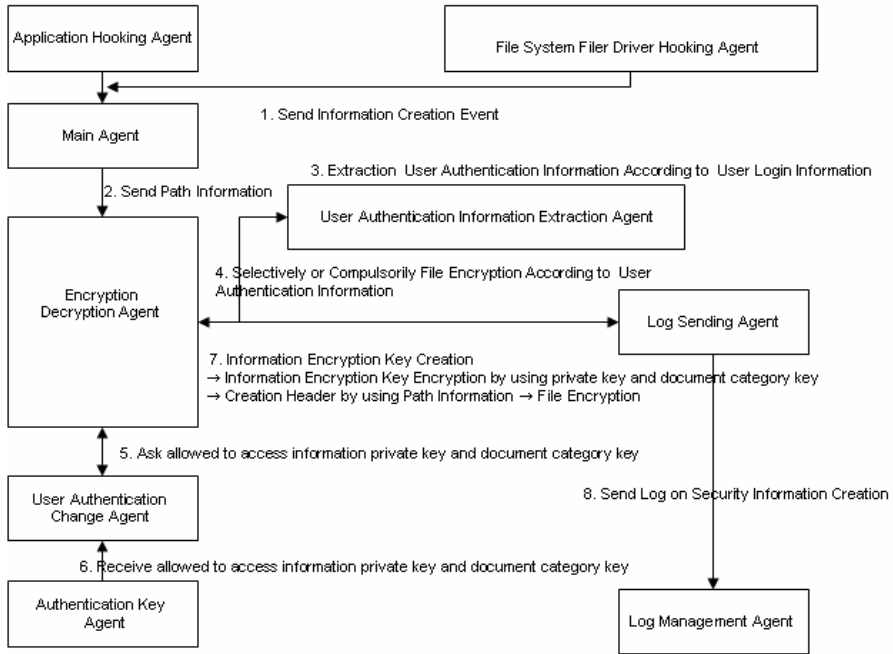 Application Hooking Agent
File System Filer Driver Hooking Agent
1. Send Information Creation Event
Main Agent
3. Extraction User Authentication Information According to User Login Information
2. Send Path Information
User Authentication Information Extraction Agent
4. Selectively or Compulsorily File Encryption According to User
Authentication Information
Encryption
Decryption Agent
Log Sending Agent
7. Information Encryption Key Creation
→ Information Encryption Key Encryption by using private key and document category key
→ Creation Header by using Path Information → File Encryption
5. Ask allowed to access information private key and document category key
User Authentication
Change Agent
8. Send Log on Security Information Creation
6. Receive allowed to access information private key and document category key
Authentication Key
Agent
Log Management Agent